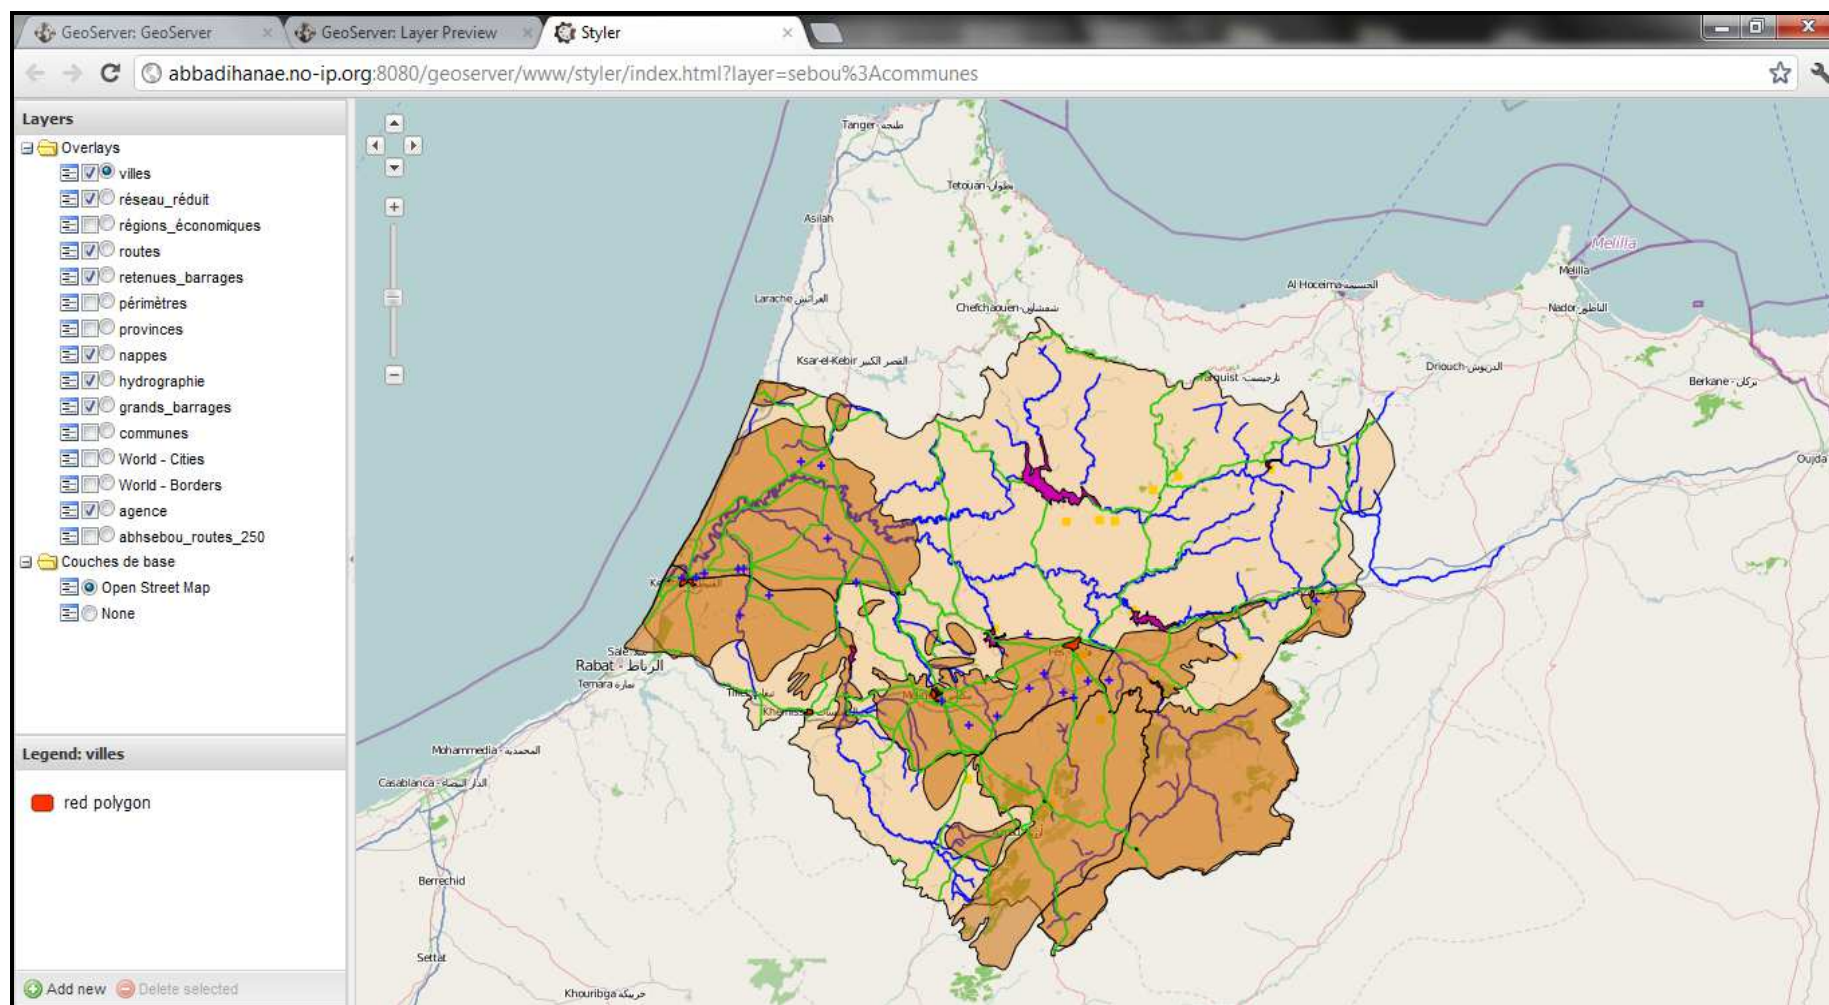 GeoServer: GeoServer
GeoServer: Layer Preview
Styler
abbadihanae.no-ip.org:8080/geoserver/www/styler/index.html?layer=sebou%3Acommunes
Layers
Overlays
villes
réseau_réduit
régions_économiques
routes
retenues_barrages
périmètres
provinces
nappes
hydrographie
grands_barrages
communes
World - Cities
World - Borders
agence
abhsebou_routes_250
Couches de base
Open Street Map
None
Legend: villes
red polygon
Add new
Delete selected
Tanger طنجة
Tetouan تطوان
Asilah
Melilla
Melilla
Al Hoceima الحسيمة
Larache العرائش
Chefchaouen شفشاون
Nador الناظور
Ksar-el-Kebir القصر الكبير
Driouch الدريوش
Berkane - بركان
Oujda
Rabat - الرباط
Temara تمارة
Mohammedia - المحمدية
Casablanca - الدار البيضاء
Berrechid
Settat
Khouribga خريبكة